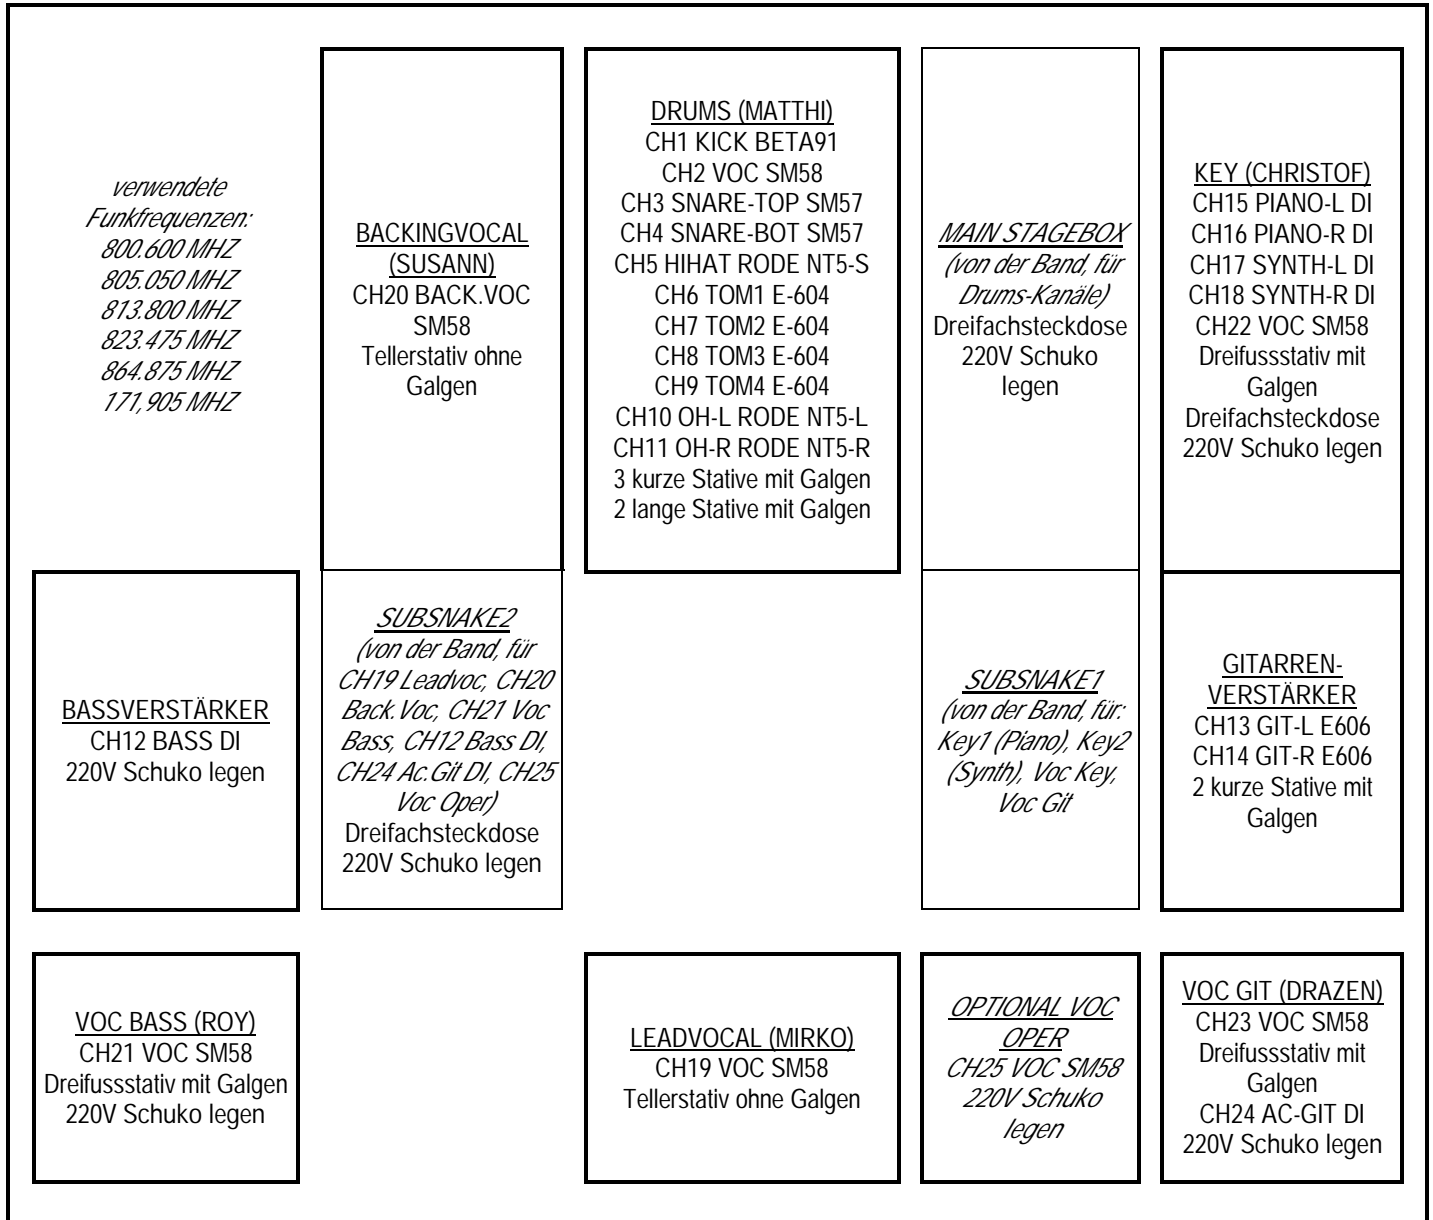 verwendete
Funkfrequenzen:
800.600 MHZ
805.050 MHZ
813.800 MHZ
823.475 MHZ
864.875 MHZ
171,905 MHZ
BACKINGVOCAL
(SUSANN)
CH20 BACK.VOC
SM58
Tellerstativ ohne
Galgen
DRUMS (MATTHI)
CH1 KICK BETA91
CH2 VOC SM58
CH3 SNARE-TOP SM57
CH4 SNARE-BOT SM57
CH5 HIHAT RODE NT5-S
CH6 TOM1 E-604
CH7 TOM2 E-604
CH8 TOM3 E-604
CH9 TOM4 E-604
CH10 OH-L RODE NT5-L
CH11 OH-R RODE NT5-R
3 kurze Stative mit Galgen
2 lange Stative mit Galgen
MAIN STAGEBOX
(von der Band, für
Drums-Kanäle)
Dreifachsteckdose
220V Schuko
legen
KEY (CHRISTOF)
CH15 PIANO-L DI
CH16 PIANO-R DI
CH17 SYNTH-L DI
CH18 SYNTH-R DI
CH22 VOC SM58
Dreifussstativ mit
Galgen
Dreifachsteckdose
220V Schuko legen
BASSVERSTÄRKER
CH12 BASS DI
220V Schuko legen
SUBSNAKE2
(von der Band, für
CH19 Leadvoc, CH20
Back.Voc, CH21 Voc
Bass, CH12 Bass DI,
CH24 Ac.Git DI, CH25
Voc Oper)
Dreifachsteckdose
220V Schuko legen
SUBSNAKE1
(von der Band, für:
Key1 (Piano), Key2
(Synth), Voc Key,
Voc Git
GITARREN-
VERSTÄRKER
CH13 GIT-L E606
CH14 GIT-R E606
2 kurze Stative mit
Galgen
VOC BASS (ROY)
CH21 VOC SM58
Dreifussstativ mit Galgen
220V Schuko legen
LEADVOCAL (MIRKO)
CH19 VOC SM58
Tellerstativ ohne Galgen
OPTIONAL VOC
OPER
CH25 VOC SM58
220V Schuko
legen
VOC GIT (DRAZEN)
CH23 VOC SM58
Dreifussstativ mit
Galgen
CH24 AC-GIT DI
220V Schuko legen